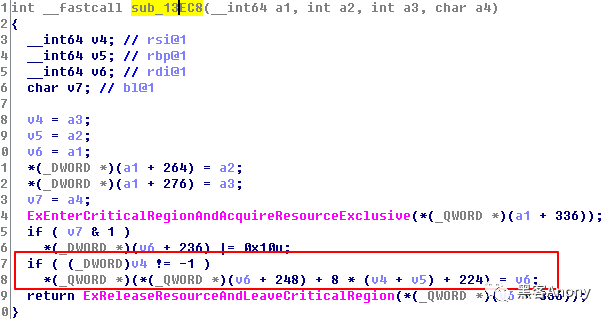 1 int __fastcall sub_13EC8(__int64 a1, int a2, int a3, char a4)
2 {
3 __int64 v4; // rsi@1
4 __int64 v5; // rbp@1
5 __int64 v6; // rdi@1
6 char v7; // bl@1
7
8 v4 = a3;
9 v5 = a2;
0 v6 = a1;
1 *(_DWORD *)(a1 + 264) = a2;
2 *(_DWORD *)(a1 + 276) = a3;
3 v7 = a4;
4 ExEnterCriticalRegionAndAcquireResourceExclusive(*(_QWORD *)(a1 + 336));
5 if ( v7 & 1 )
6 *(_DWORD *)(v6 + 236) |= 0x10u;
7 if ( (_DWORD)v4 != -1 )
8 *(_QWORD *)(*(_QWORD *)(v6 + 248) + 8 * (v4 + v5) + 224) = v6;
9 return ExReleaseResourceAndLeaveCriticalRegion(*(_QWORD *)(v6 + 336));
0 }
黑客Anony